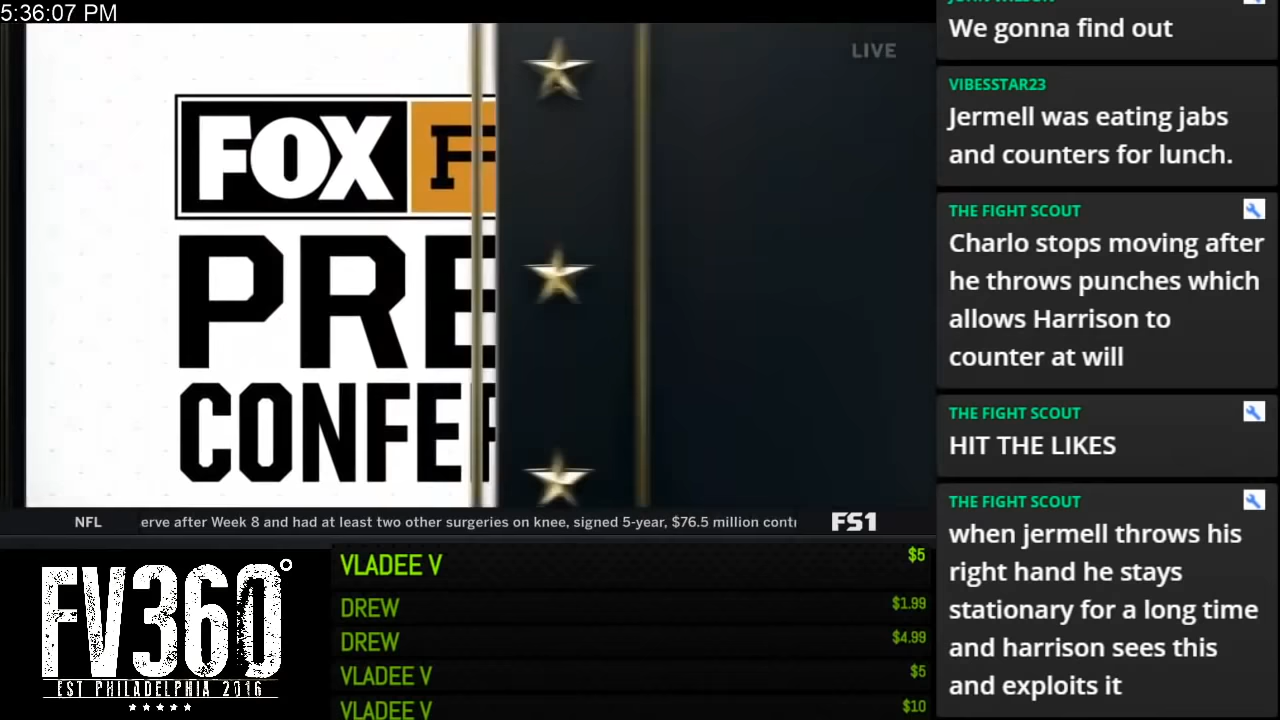 5:36:07 PM
LIVE
FOX F
PRE
CONFE
NFL
erve after Week 8 and had at least two other surgeries on knee, signed 5-year, $76.5 million cont
FS1
FV360°
EST PHILADELPHIA 2016
VLADEE V $5
DREW $1.99
DREW $4.99
VLADEE V $5
VLADEE V $10
We gonna find out
VIBESSTAR23
Jermell was eating jabs
and counters for lunch.
THE FIGHT SCOUT
Charlo stops moving after
he throws punches which
allows Harrison to
counter at will
THE FIGHT SCOUT
HIT THE LIKES
THE FIGHT SCOUT
when jermell throws his
right hand he stays
stationary for a long time
and harrison sees this
and exploits it